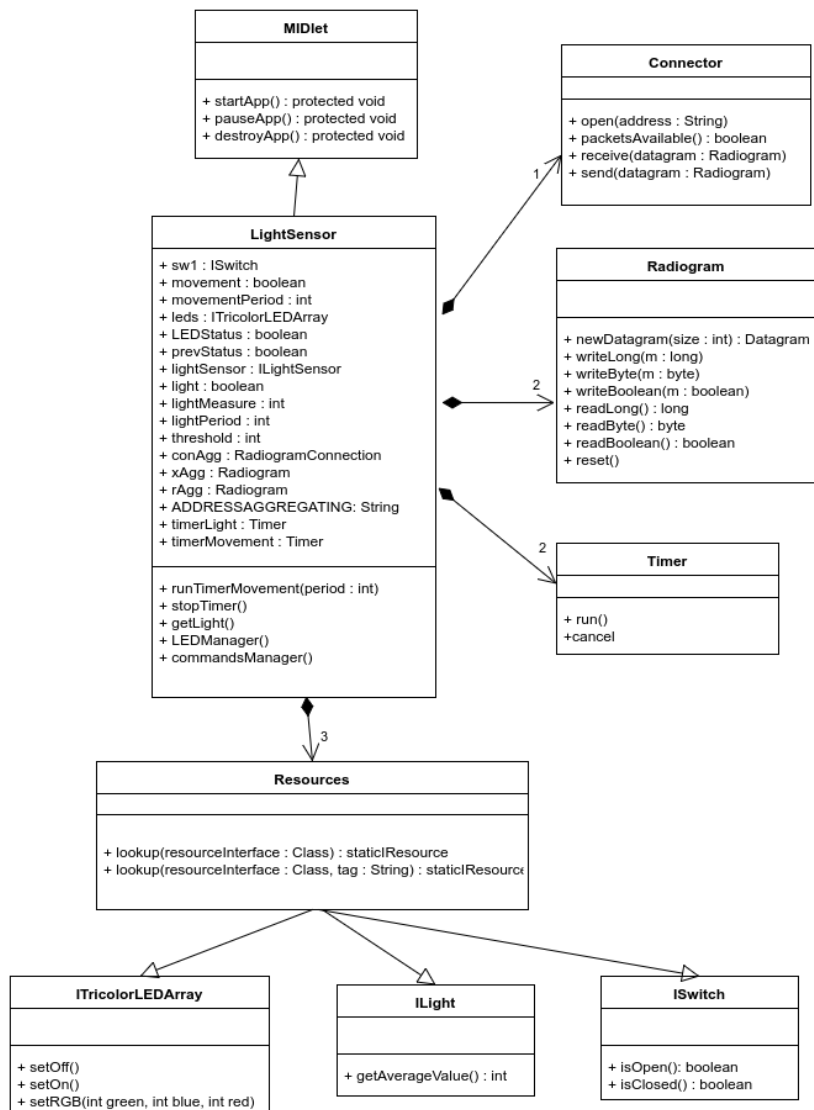 MIDlet
+ startApp() : protected void
+ pauseApp() : protected void
+ destroyApp() : protected void
Connector
+ open(address : String)
+ packetsAvailable() : boolean
+ receive(datagram : Radiogram)
+ send(datagram : Radiogram)
1
LightSensor
+ sw1 : ISwitch
+ movement : boolean
+ movementPeriod : int
+ leds : ITricolorLEDArray
+ LEDStatus : boolean
+ prevStatus : boolean
+ lightSensor : ILightSensor
+ light : boolean
+ lightMeasure : int
+ lightPeriod : int
+ threshold : int
+ conAgg : RadiogramConnection
+ xAgg : Radiogram
+ rAgg : Radiogram
+ ADDRESSAGGREGATING: String
+ timerLight : Timer
+ timerMovement : Timer
+ runTimerMovement(period : int)
+ stopTimer()
+ getLight()
+ LEDManager()
+ commandsManager()
Radiogram
+ newDatagram(size : int) : Datagram
+ writeLong(m : long)
+ writeByte(m : byte)
+ writeBoolean(m : boolean)
+ readLong() : long
+ readByte() : byte
+ readBoolean() : boolean
+ reset()
2
2
Timer
+ run()
+cancel
3
Resources
+ lookup(resourceInterface : Class) : staticIResource
+ lookup(resourceInterface : Class, tag : String) : staticIResource
ITricolorLEDArray
+ setOff()
+ setOn()
+ setRGB(int green, int blue, int red)
ILight
+ getAverageValue() : int
ISwitch
+ isOpen(): boolean
+ isClosed() : boolean